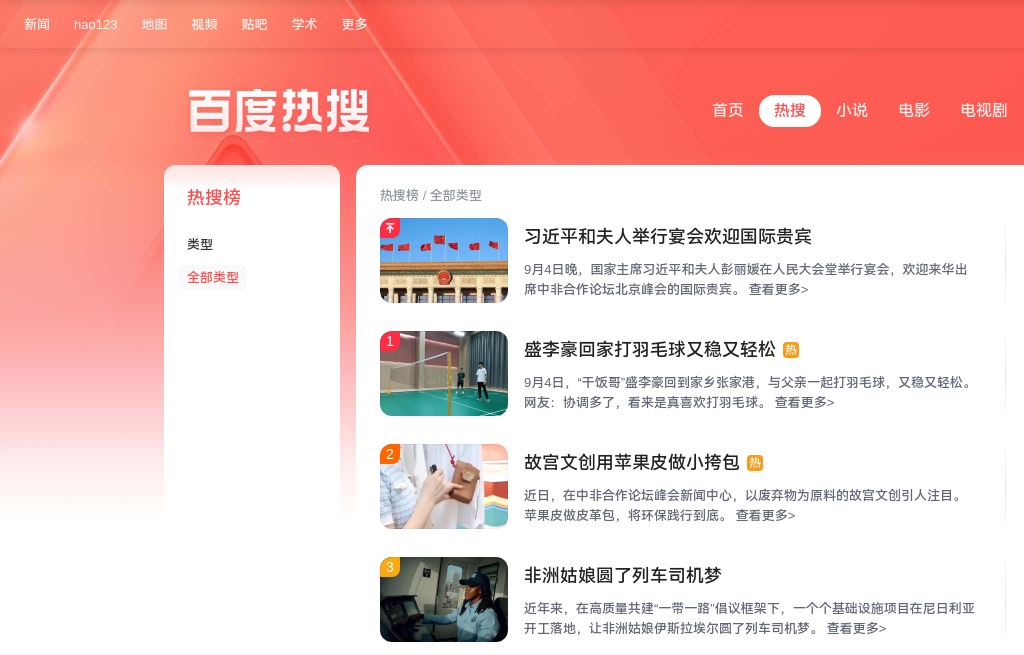 新闻 hao123 地图 视频 贴吧 学术 更多
百度热搜
首页 热搜 小说 电影 电视剧
热搜榜
类型
全部类型
热搜榜 / 全部类型
习近平和夫人举行宴会欢迎国际贵宾
9月4日晚，国家主席习近平和夫人彭丽媛在人民大会堂举行宴会，欢迎来华出
席中非合作论坛北京峰会的国际贵宾。 查看更多>
1
盛李豪回家打羽毛球又稳又轻松 热
9月4日，“干饭哥”盛李豪回到家乡张家港，与父亲一起打羽毛球，又稳又轻松。
网友：协调多了，看来是真喜欢打羽毛球。 查看更多>
2
故宫文创用苹果皮做小挎包 热
近日，在中非合作论坛峰会新闻中心，以废弃物为原料的故宫文创引人注目。
苹果皮做皮革包，将环保践行到底。 查看更多>
3
非洲姑娘圆了列车司机梦
近年来，在高质量共建“一带一路”倡议框架下，一个个基础设施项目在尼日利亚
开工落地，让非洲姑娘伊斯拉埃尔圆了列车司机梦。 查看更多>